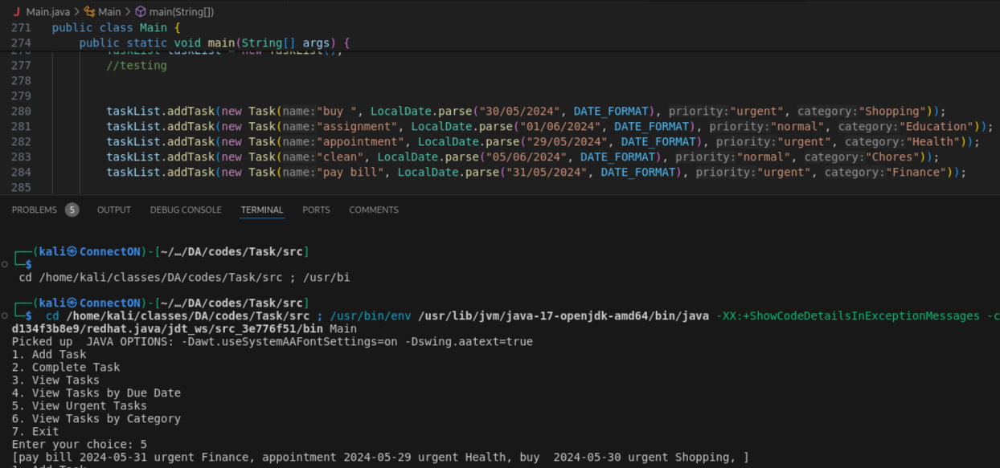 Main.java > Main > main(String[])
271 public class Main {
274 public static void main(String[] args) {
276 TaskList taskList = new TaskList();
277 //testing
278
279
280 taskList.addTask(new Task(name:"buy ", LocalDate.parse("30/05/2024", DATE_FORMAT), priority:"urgent", category:"Shopping"));
281 taskList.addTask(new Task(name:"assignment", LocalDate.parse("01/06/2024", DATE_FORMAT), priority:"normal", category:"Education"));
282 taskList.addTask(new Task(name:"appointment", LocalDate.parse("29/05/2024", DATE_FORMAT), priority:"urgent", category:"Health"));
283 taskList.addTask(new Task(name:"clean", LocalDate.parse("05/06/2024", DATE_FORMAT), priority:"normal", category:"Chores"));
284 taskList.addTask(new Task(name:"pay bill", LocalDate.parse("31/05/2024", DATE_FORMAT), priority:"urgent", category:"Finance"));
285
PROBLEMS 5 OUTPUT DEBUG CONSOLE TERMINAL PORTS COMMENTS
┌──(kali㉿ConnectON)-[~/…/DA/codes/Task/src]
└─$
cd /home/kali/classes/DA/codes/Task/src ; /usr/bi
┌──(kali㉿ConnectON)-[~/…/DA/codes/Task/src]
└─$ cd /home/kali/classes/DA/codes/Task/src ; /usr/bin/env /usr/lib/jvm/java-17-openjdk-amd64/bin/java -XX:+ShowCodeDetailsInExceptionMessages -c
d134f3b8e9/redhat.java/jdt_ws/src_3e776f51/bin Main
Picked up _JAVA_OPTIONS: -Dawt.useSystemAAFontSettings=on -Dswing.aatext=true
1. Add Task
2. Complete Task
3. View Tasks
4. View Tasks by Due Date
5. View Urgent Tasks
6. View Tasks by Category
7. Exit
Enter your choice: 5
[pay bill 2024-05-31 urgent Finance, appointment 2024-05-29 urgent Health, buy  2024-05-30 urgent Shopping, ]
1. Add Task